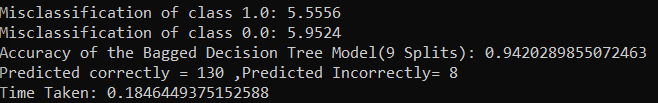 Misclassification of class 1.0: 5.5556
Misclassification of class 0.0: 5.9524
Accuracy of the Bagged Decision Tree Model(9 Splits): 0.9420289855072463
Predicted correctly = 130 ,Predicted Incorrectly= 8
Time Taken: 0.1846449375152588